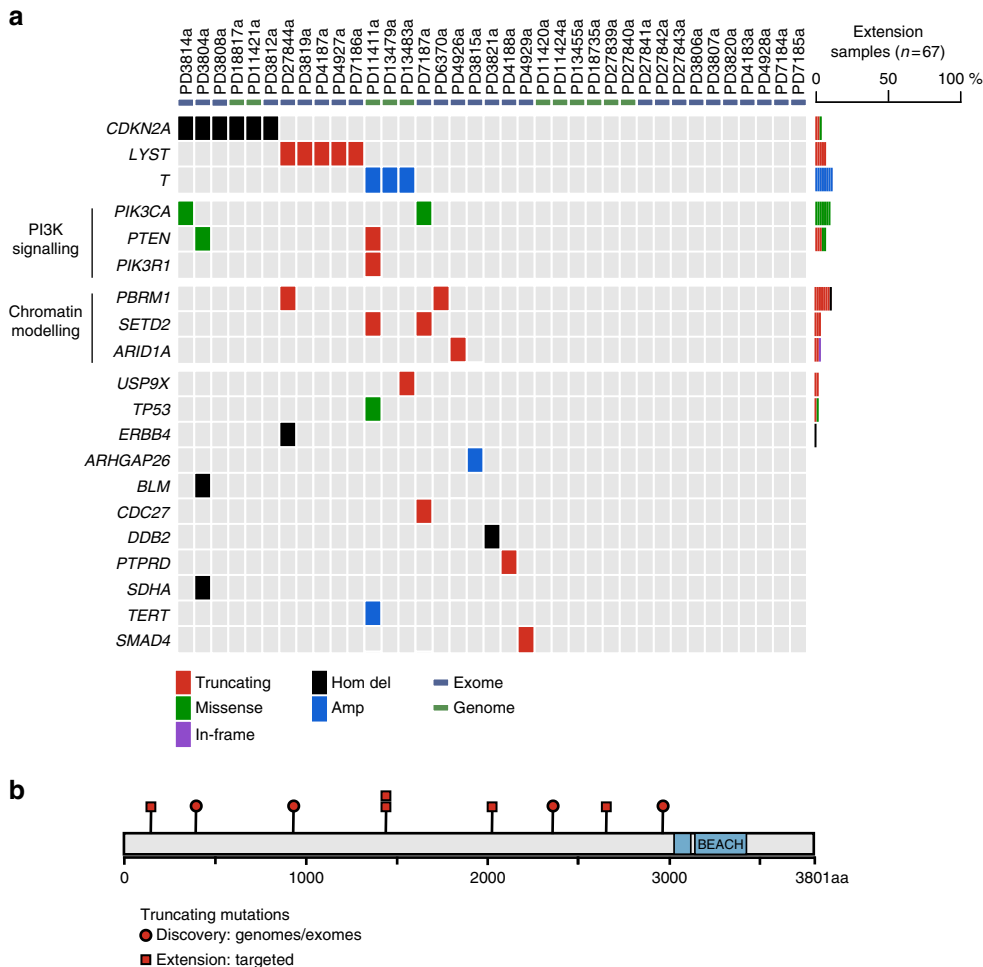 a
PD3814a
PD3804a
PD3808a
PD18817a
PD11421a
PD3812a
PD27844a
PD3819a
PD4187a
PD4927a
PD7186a
PD11411a
PD13479a
PD13483a
PD7187a
PD6370a
PD4926a
PD3815a
PD3821a
PD4188a
PD4929a
PD11420a
PD11424a
PD13455a
PD18735a
PD27839a
PD27840a
PD27841a
PD27842a
PD27843a
PD3806a
PD3807a
PD3820a
PD4183a
PD4928a
PD7184a
PD7185a
Extension
samples (n=67)
0 50 100 %
CDKN2A
LYST
T
PI3K
signalling
PIK3CA
PTEN
PIK3R1
Chromatin
modelling
PBRM1
SETD2
ARID1A
USP9X
TP53
ERBB4
ARHGAP26
BLM
CDC27
DDB2
PTPRD
SDHA
TERT
SMAD4
Truncating Hom del Exome
Missense Amp Genome
In-frame
b
BEACH
0 1000 2000 3000 3801aa
Truncating mutations
Discovery: genomes/exomes
Extension: targeted